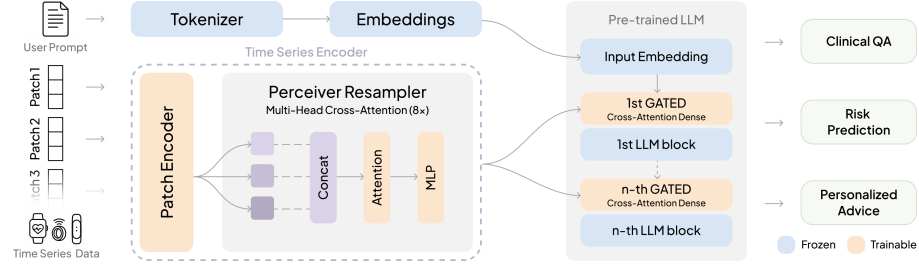 User Prompt
Tokenizer
Embeddings
Time Series Encoder
Patch 1
Patch 2
Patch 3
Time Series Data
Patch Encoder
Perceiver Resampler
Multi-Head Cross-Attention (8×)
Concat
Attention
MLP
Pre-trained LLM
Input Embedding
1st GATED
Cross-Attention Dense
1st LLM block
n-th GATED
Cross-Attention Dense
n-th LLM block
Clinical QA
Risk
Prediction
Personalized
Advice
Frozen
Trainable